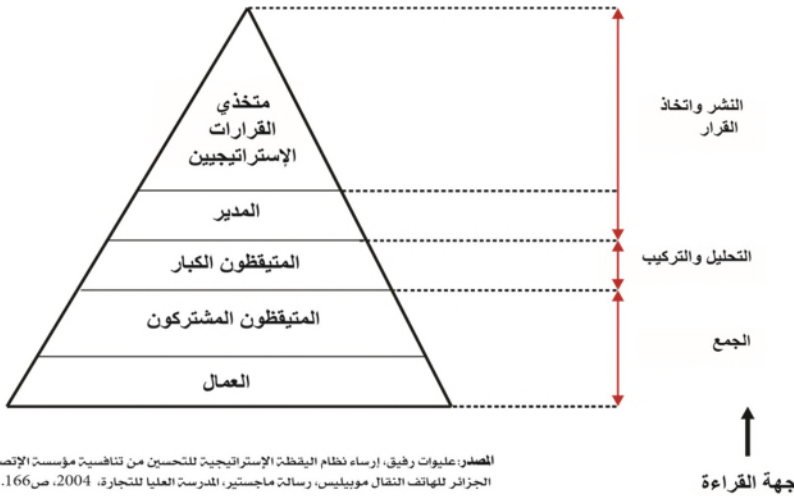 متخذي
القرارات
الإستراتيجيين
المدير
المتيقظون الكبار
المتيقظون المشتركون
العمال
النشر واتخاذ
القرار
التحليل والتركيب
الجمع
جهة القراءة
المصدر: عليوات رفيق، إرساء نظام اليقظة الإستراتيجية للتحسين من تنافسية مؤسسة
الجزائر للهاتف النقال موبيليس، رسالة ماجستير، المدرسة العليا للتجارة، 2004، ص166.